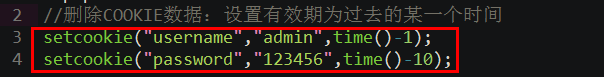 2 //删除COOKIE数据：设置有效期为过去的某一个时间
3 setcookie("username","admin",time()-1);
4 setcookie("password","123456",time()-10);